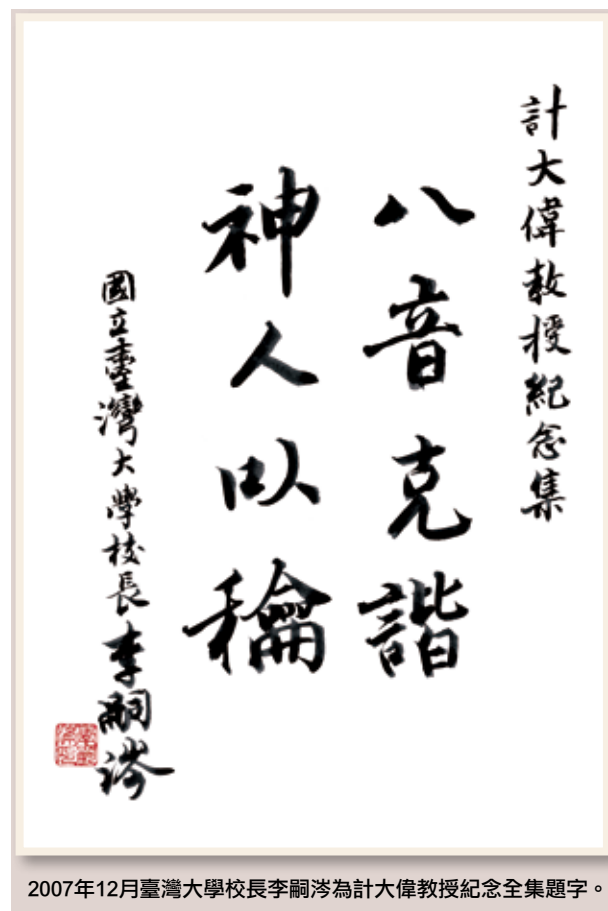 計大偉教授紀念集
八音克諧
神人以龢
國立臺灣大學校長李嗣涔
2007年12月臺灣大學校長李嗣涔為計大偉教授紀念全集題字。